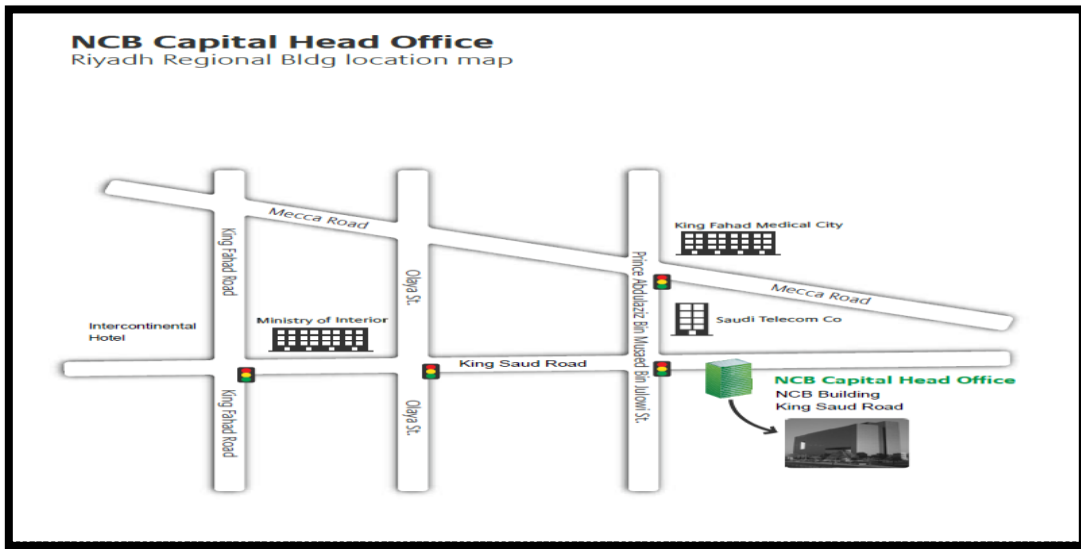 NCB Capital Head Office
Riyadh Regional Bldg location map
Mecca Road
King Fahad Medical City
King Fahad Road
Olaya St.
Prince Abdulaziz Bin Musaed Bin Julowi St.
Mecca Road
Intercontinental
Hotel
Ministry of Interior
Saudi Telecom Co
King Saud Road
King Fahad Road
Olaya St.
NCB Capital Head Office
NCB Building
King Saud Road